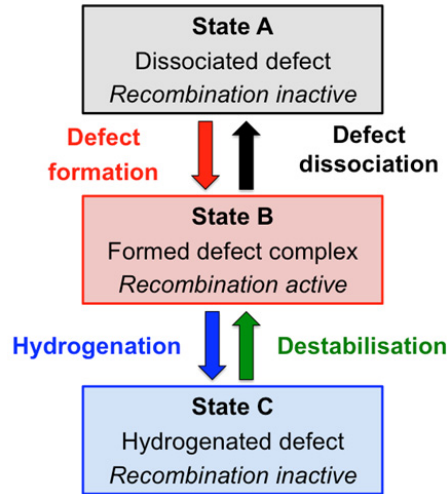 State A
Dissociated defect
Recombination inactive
Defect
formation
Defect
dissociation
State B
Formed defect complex
Recombination active
Hydrogenation
Destabilisation
State C
Hydrogenated defect
Recombination inactive